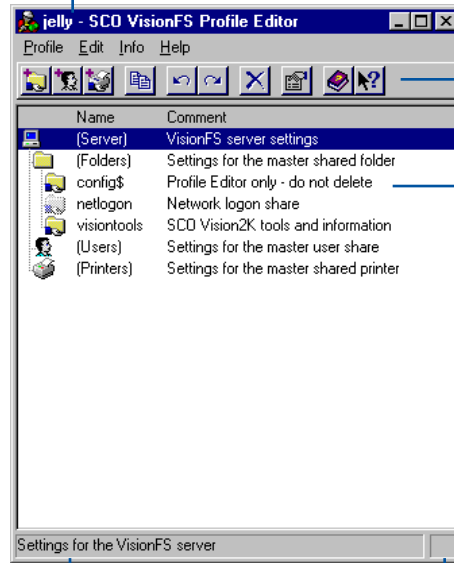 jelly - SCO VisionFS Profile Editor
Profile Edit Info Help
Name Comment
(Server) VisionFS server settings
(Folders) Settings for the master shared folder
config$ Profile Editor only - do not delete
netlogon Network logon share
visiontools SCO Vision2K tools and information
(Users) Settings for the master user share
(Printers) Settings for the master shared printer
Settings for the VisionFS server